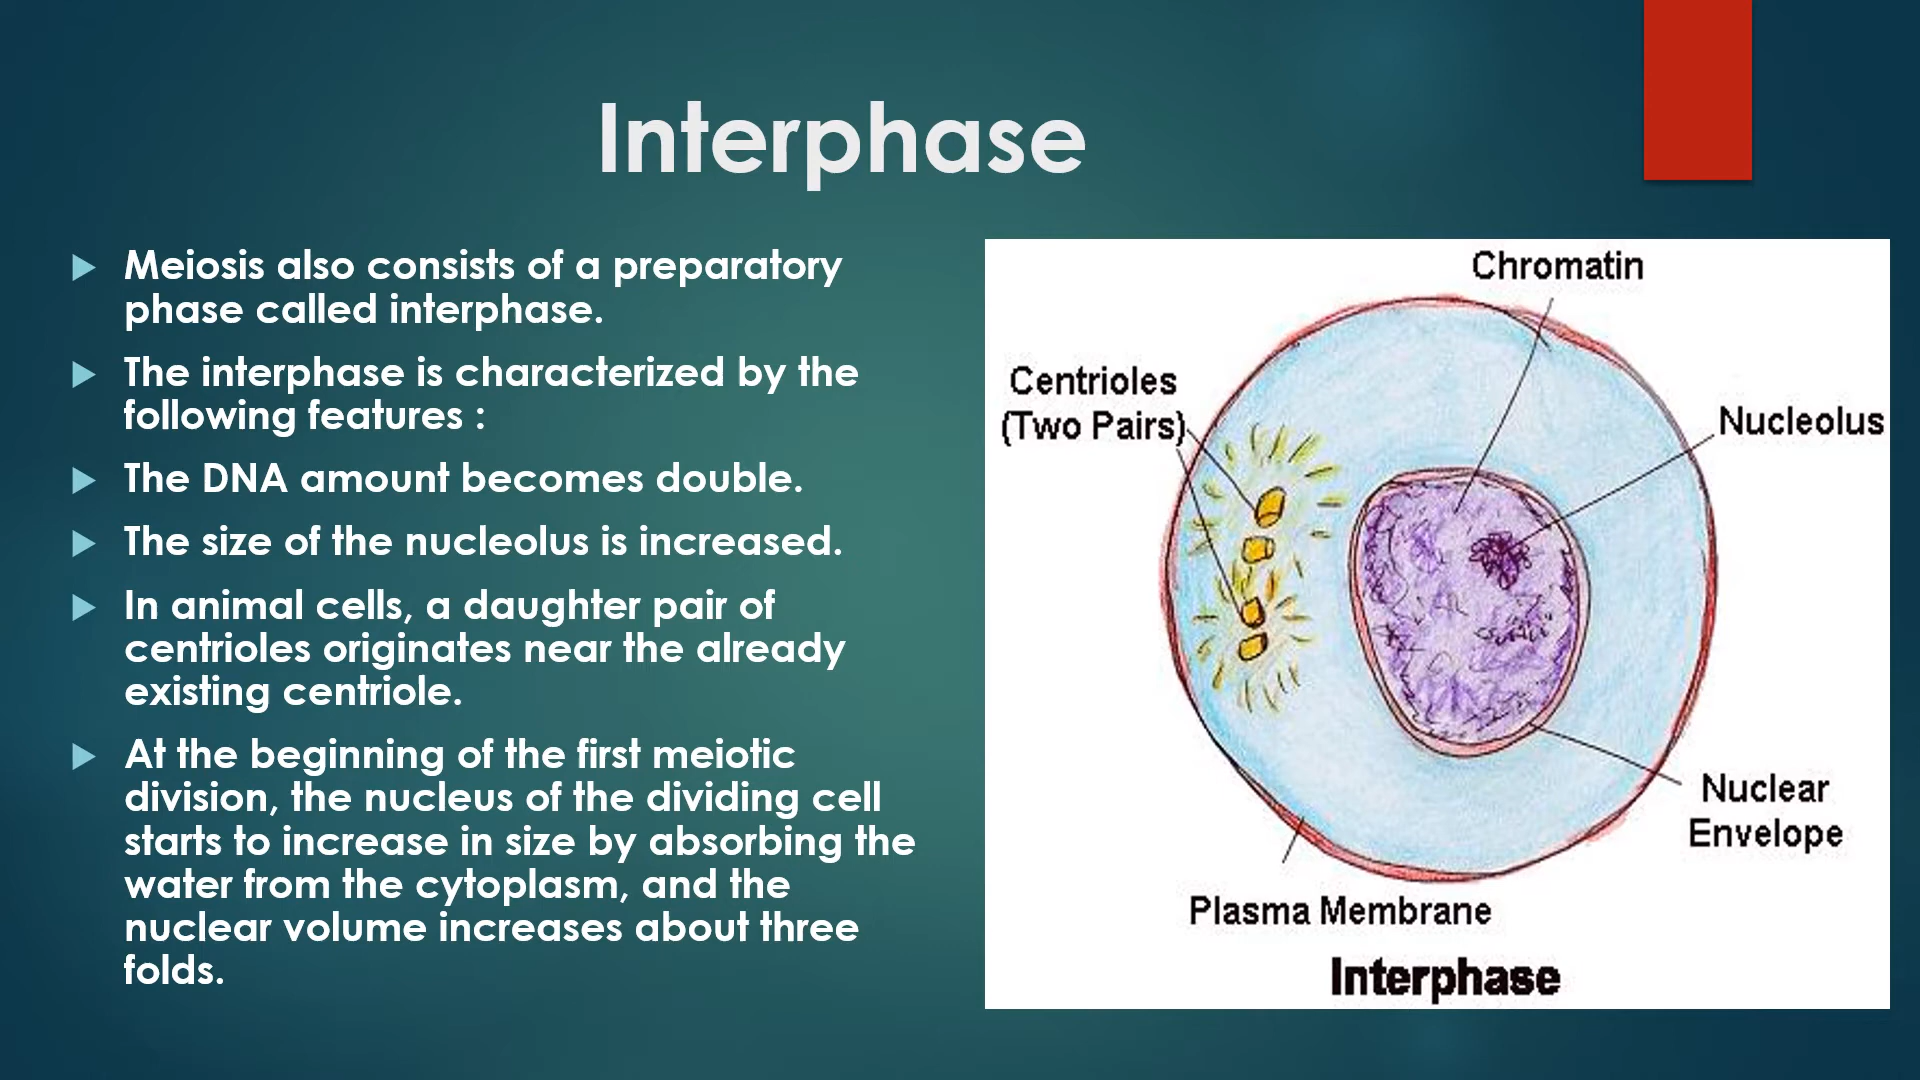 Interphase
Meiosis also consists of a preparatory
phase called interphase.
The interphase is characterized by the
following features :
The DNA amount becomes double.
The size of the nucleolus is increased.
In animal cells, a daughter pair of
centrioles originates near the already
existing centriole.
At the beginning of the first meiotic
division, the nucleus of the dividing cell
starts to increase in size by absorbing the
water from the cytoplasm, and the
nuclear volume increases about three
folds.
Chromatin
Centrioles
(Two Pairs)
Nucleolus
Nuclear
Envelope
Plasma Membrane
Interphase